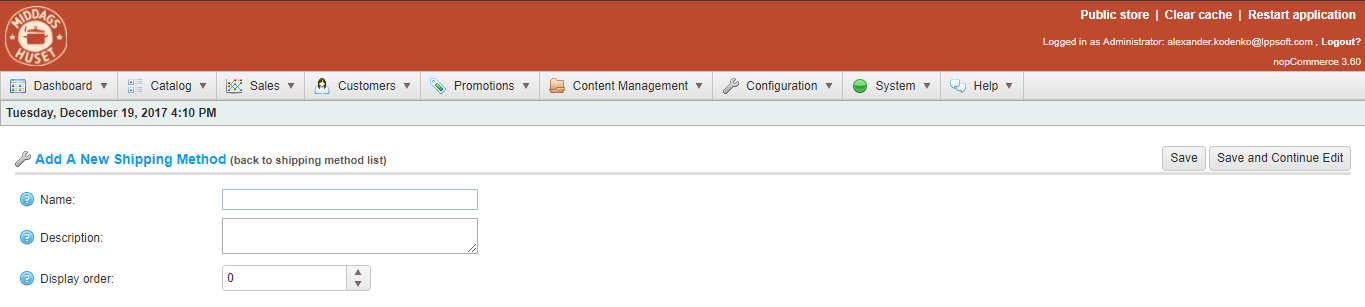 MIDDAGS
HUSET
Public store | Clear cache | Restart application
Logged in as Administrator: alexander.kodenko@lppsoft.com , Logout?
nopCommerce 3.60
Dashboard Catalog Sales Customers Promotions Content Management Configuration System Help
Tuesday, December 19, 2017 4:10 PM
Add A New Shipping Method (back to shipping method list) Save Save and Continue Edit
Name:
Description:
Display order: 0